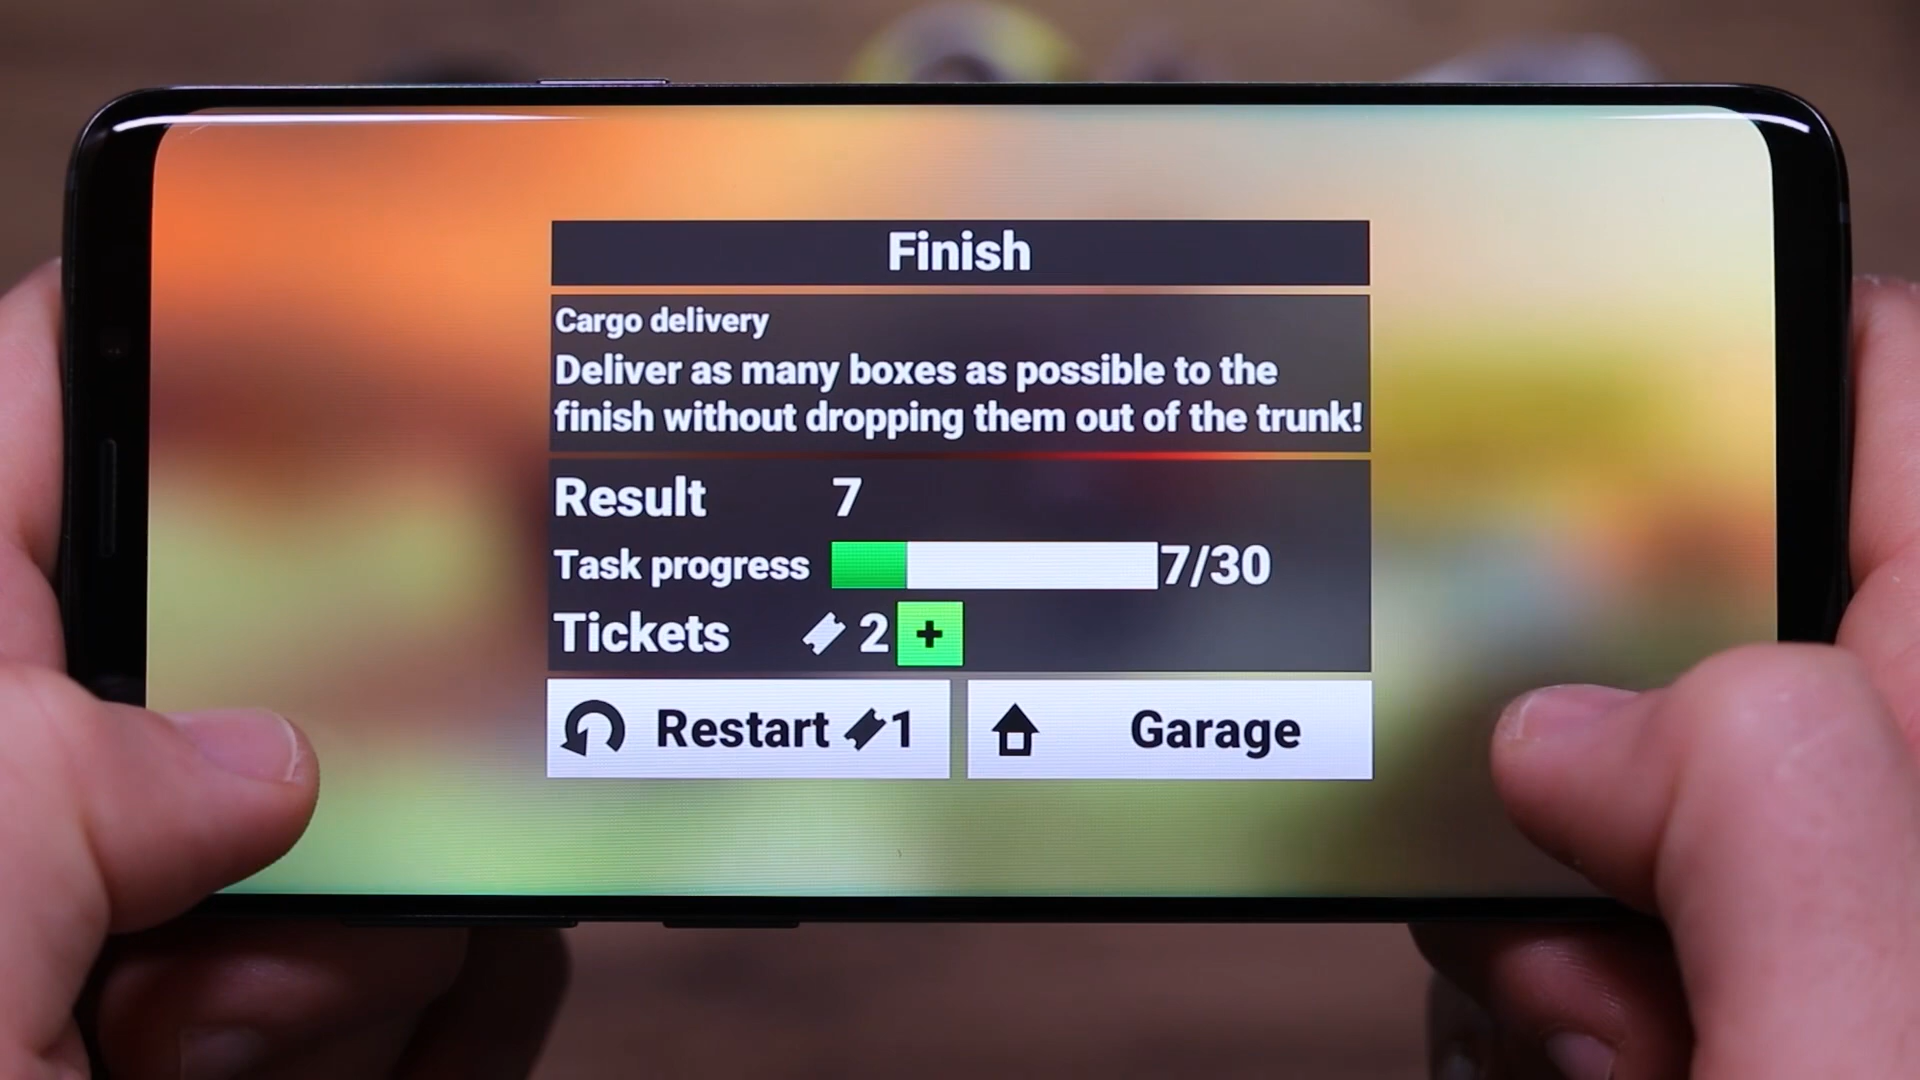 Finish
Cargo delivery
Deliver as many boxes as possible to the
finish without dropping them out of the trunk!
Result 7
Task progress 7/30
Tickets 2 +
Restart 1 Garage